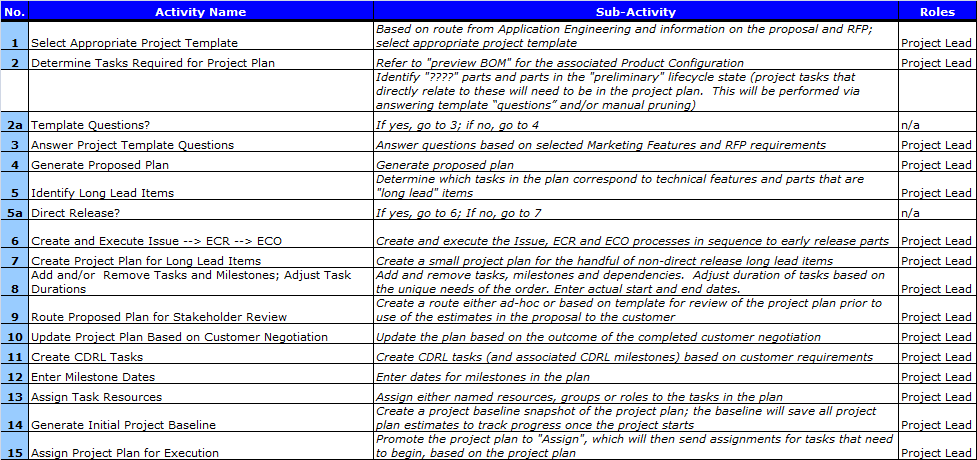 No. Activity Name Sub-Activity Roles
Based on route from Application Engineering and information on the proposal and RFP;
1 Select Appropriate Project Template select appropriate project template Project Lead
2 Determine Tasks Required for Project Plan Refer to "preview BOM" for the associated Product Configuration Project Lead
Identify "????" parts and parts in the "preliminary" lifecycle state (project tasks that
directly relate to these will need to be in the project plan. This will be performed via
answering template “questions” and/or manual pruning)
2a Template Questions? If yes, go to 3; if no, go to 4 n/a
3 Answer Project Template Questions Answer questions based on selected Marketing Features and RFP requirements Project Lead
4 Generate Proposed Plan Generate proposed plan Project Lead
Determine which tasks in the plan correspond to technical features and parts that are
5 Identify Long Lead Items "long lead" items Project Lead
5a Direct Release? If yes, go to 6; If no, go to 7 n/a
6 Create and Execute Issue --> ECR --> ECO Create and execute the Issue, ECR and ECO processes in sequence to early release parts Project Lead
7 Create Project Plan for Long Lead Items Create a small project plan for the handful of non-direct release long lead items Project Lead
Add and/or Remove Tasks and Milestones; Adjust Task Add and remove tasks, milestones and dependencies. Adjust duration of tasks based on
8 Durations the unique needs of the order. Enter actual start and end dates. Project Lead
Create a route either ad-hoc or based on template for review of the project plan prior to
9 Route Proposed Plan for Stakeholder Review use of the estimates in the proposal to the customer Project Lead
10 Update Project Plan Based on Customer Negotiation Update the plan based on the outcome of the completed customer negotiation Project Lead
11 Create CDRL Tasks Create CDRL tasks (and associated CDRL milestones) based on customer requirements Project Lead
12 Enter Milestone Dates Enter dates for milestones in the plan Project Lead
13 Assign Task Resources Assign either named resources, groups or roles to the tasks in the plan Project Lead
Create a project baseline snapshot of the project plan; the baseline will save all project
14 Generate Initial Project Baseline plan estimates to track progress once the project starts Project Lead
Promote the project plan to "Assign", which will then send assignments for tasks that need
15 Assign Project Plan for Execution to begin, based on the project plan Project Lead